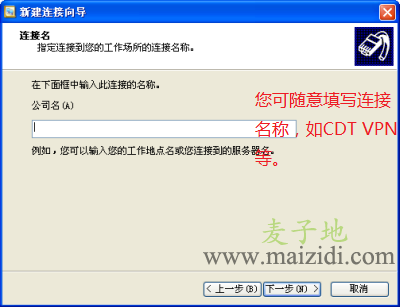 新建连接向导
连接名
指定连接到您的工作场所的连接名称。
在下面框中输入此连接的名称。
公司名(A)
您可随意填写连接
名称，如CDT VPN
等。
例如，您可以输入您的工作地点名或您连接到的服务器名。
麦子地
www.maizidi.com
<上一步(B)
下一步(N)>
取消